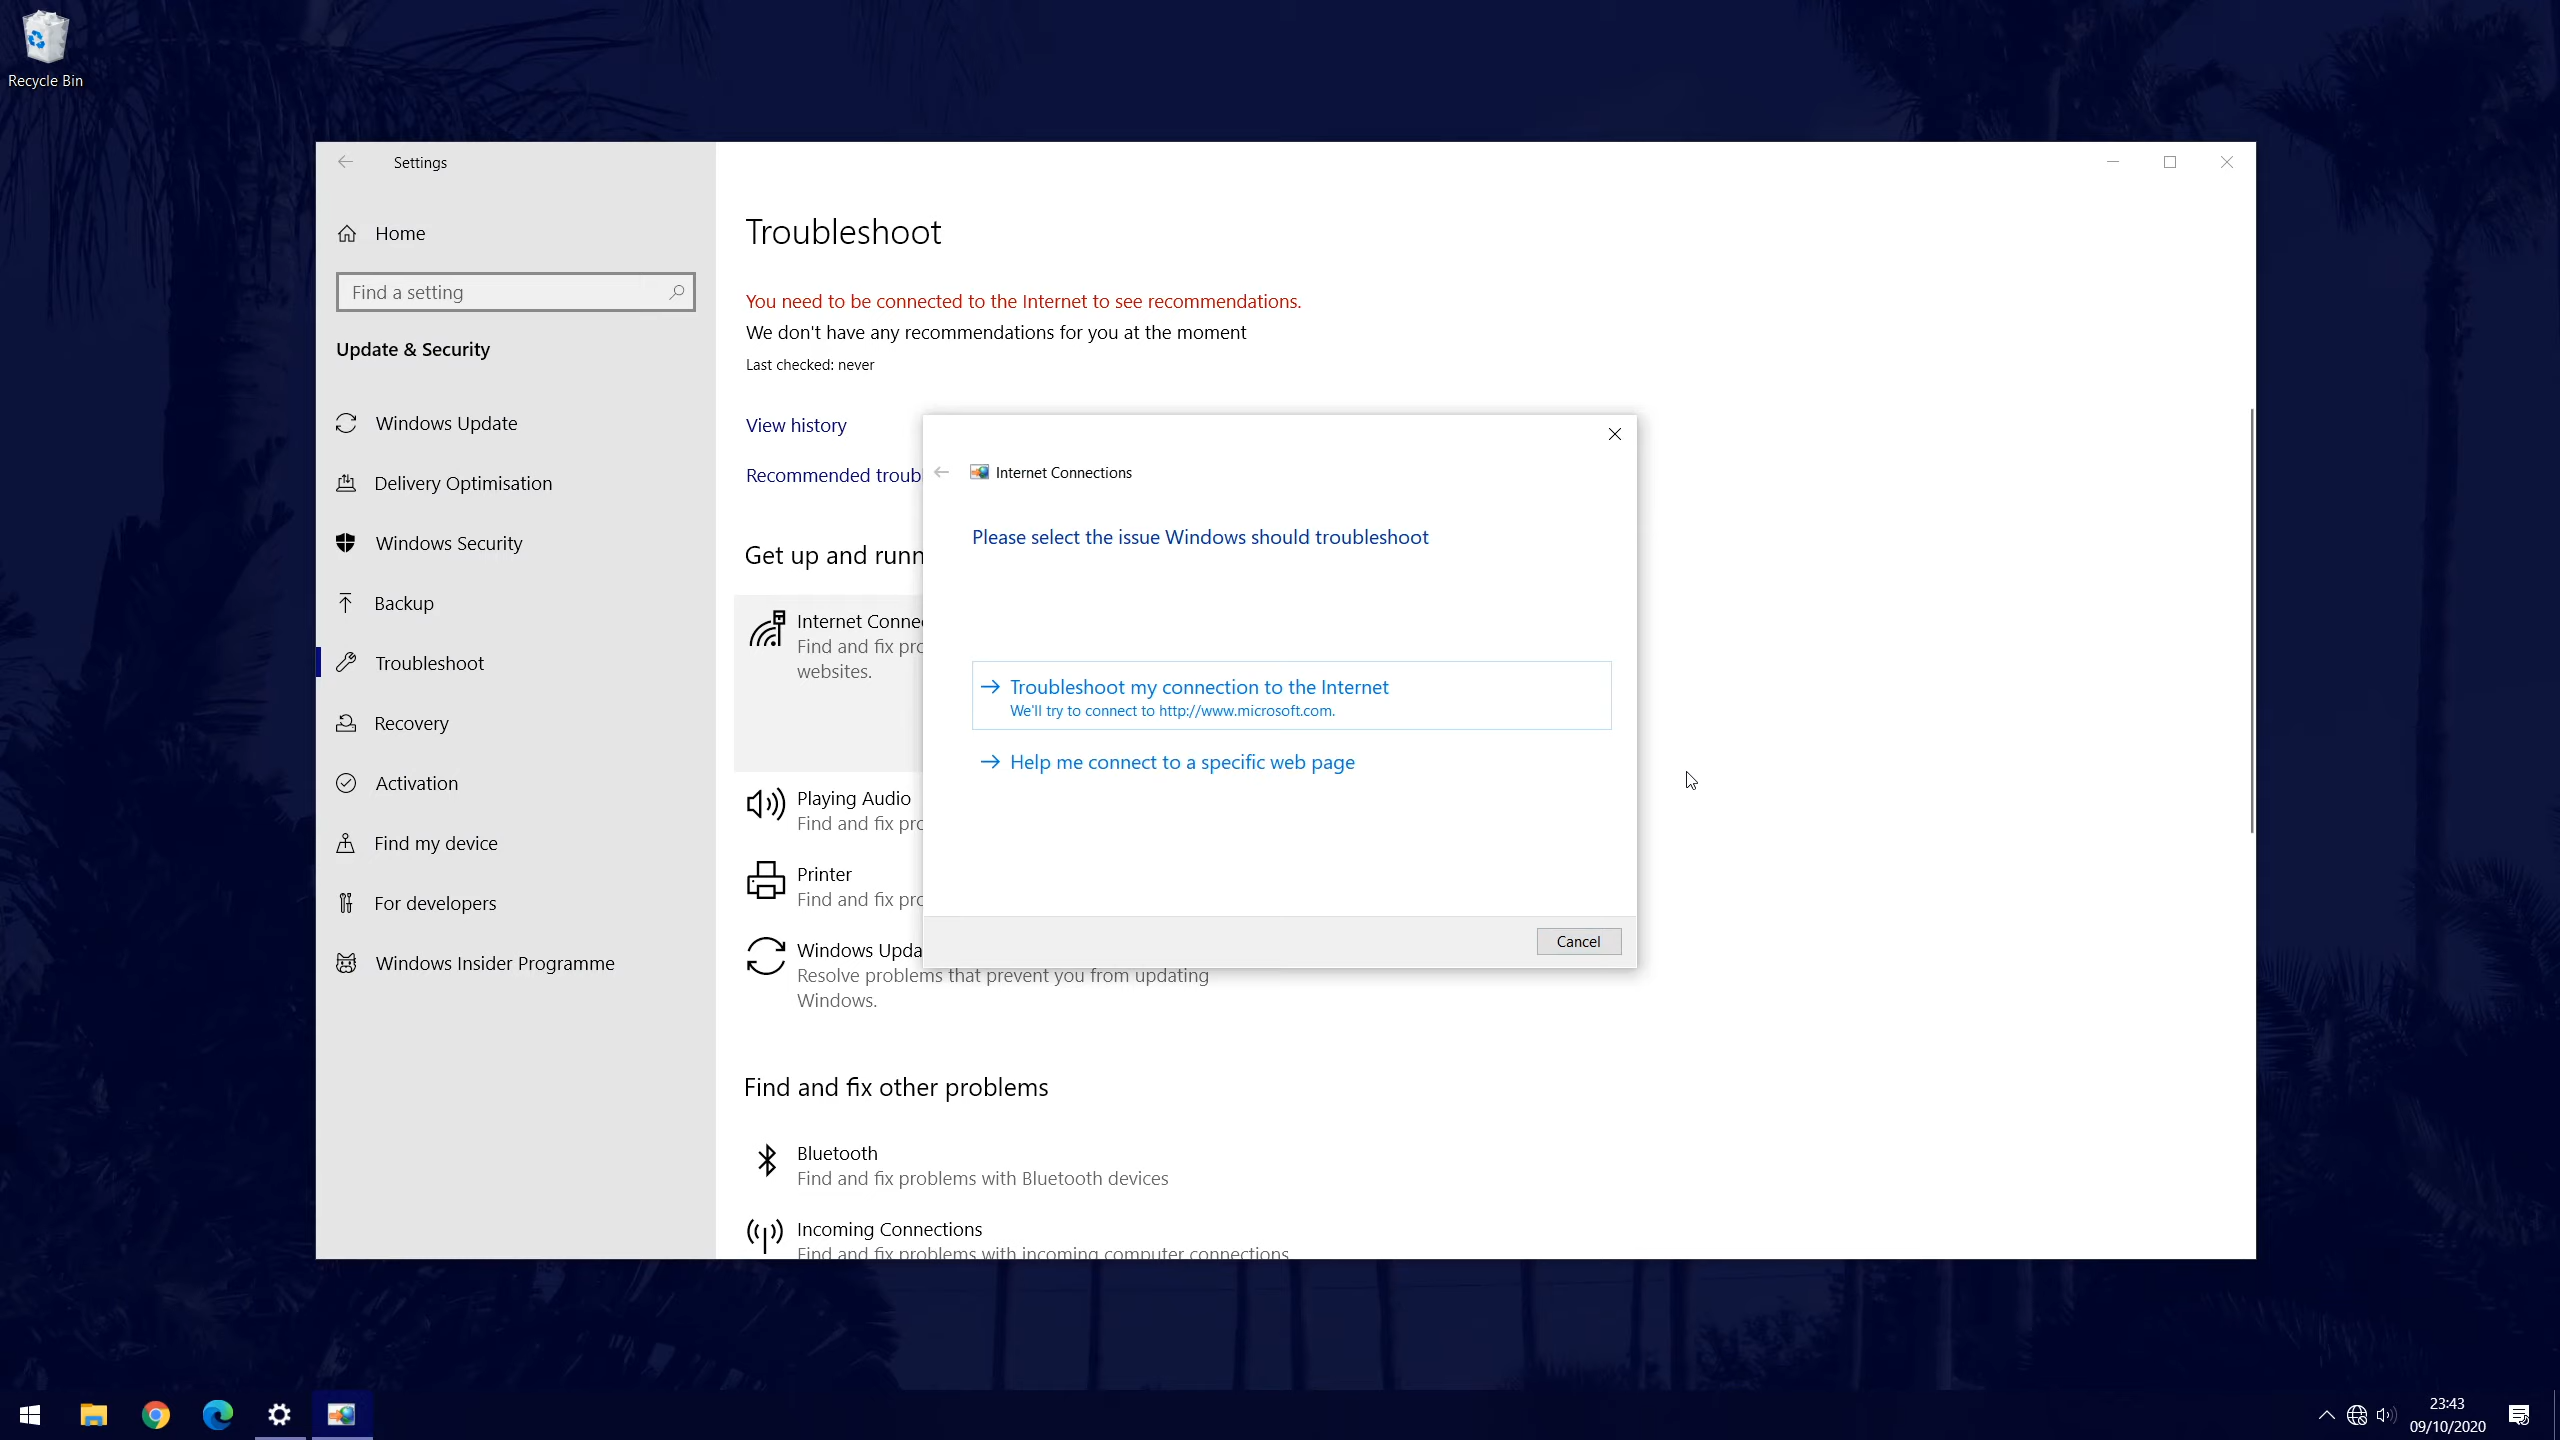 Recycle Bin
Settings
Home
Find a setting
Update & Security
Windows Update
Delivery Optimisation
Windows Security
Backup
Troubleshoot
Recovery
Activation
Find my device
For developers
Windows Insider Programme
Troubleshoot
You need to be connected to the Internet to see recommendations.
We don't have any recommendations for you at the moment
Last checked: never
View history
Recommended troub
Get up and runn
Internet Connec
Find and fix pro
websites.
Playing Audio
Find and fix pro
Printer
Find and fix pro
Windows Upda
Resolve problems that prevent you from updating
Windows.
Find and fix other problems
Bluetooth
Find and fix problems with Bluetooth devices
Incoming Connections
Find and fix problems with incoming computer connections
Internet Connections
Please select the issue Windows should troubleshoot
Troubleshoot my connection to the Internet
We'll try to connect to http://www.microsoft.com.
Help me connect to a specific web page
Cancel
23:43
09/10/2020